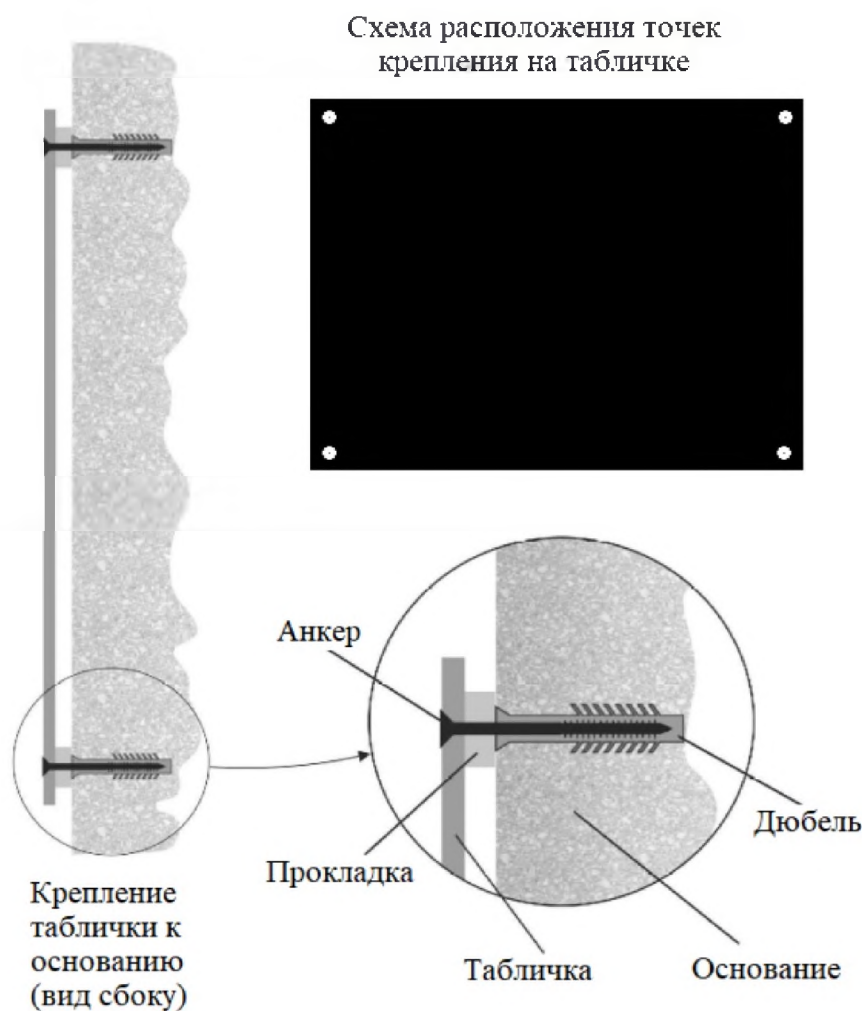 Схема расположения точек
крепления на табличке
Анкер
Дюбель
Прокладка
Крепление
таблички к
основанию
(вид сбоку)
Табличка
Основание